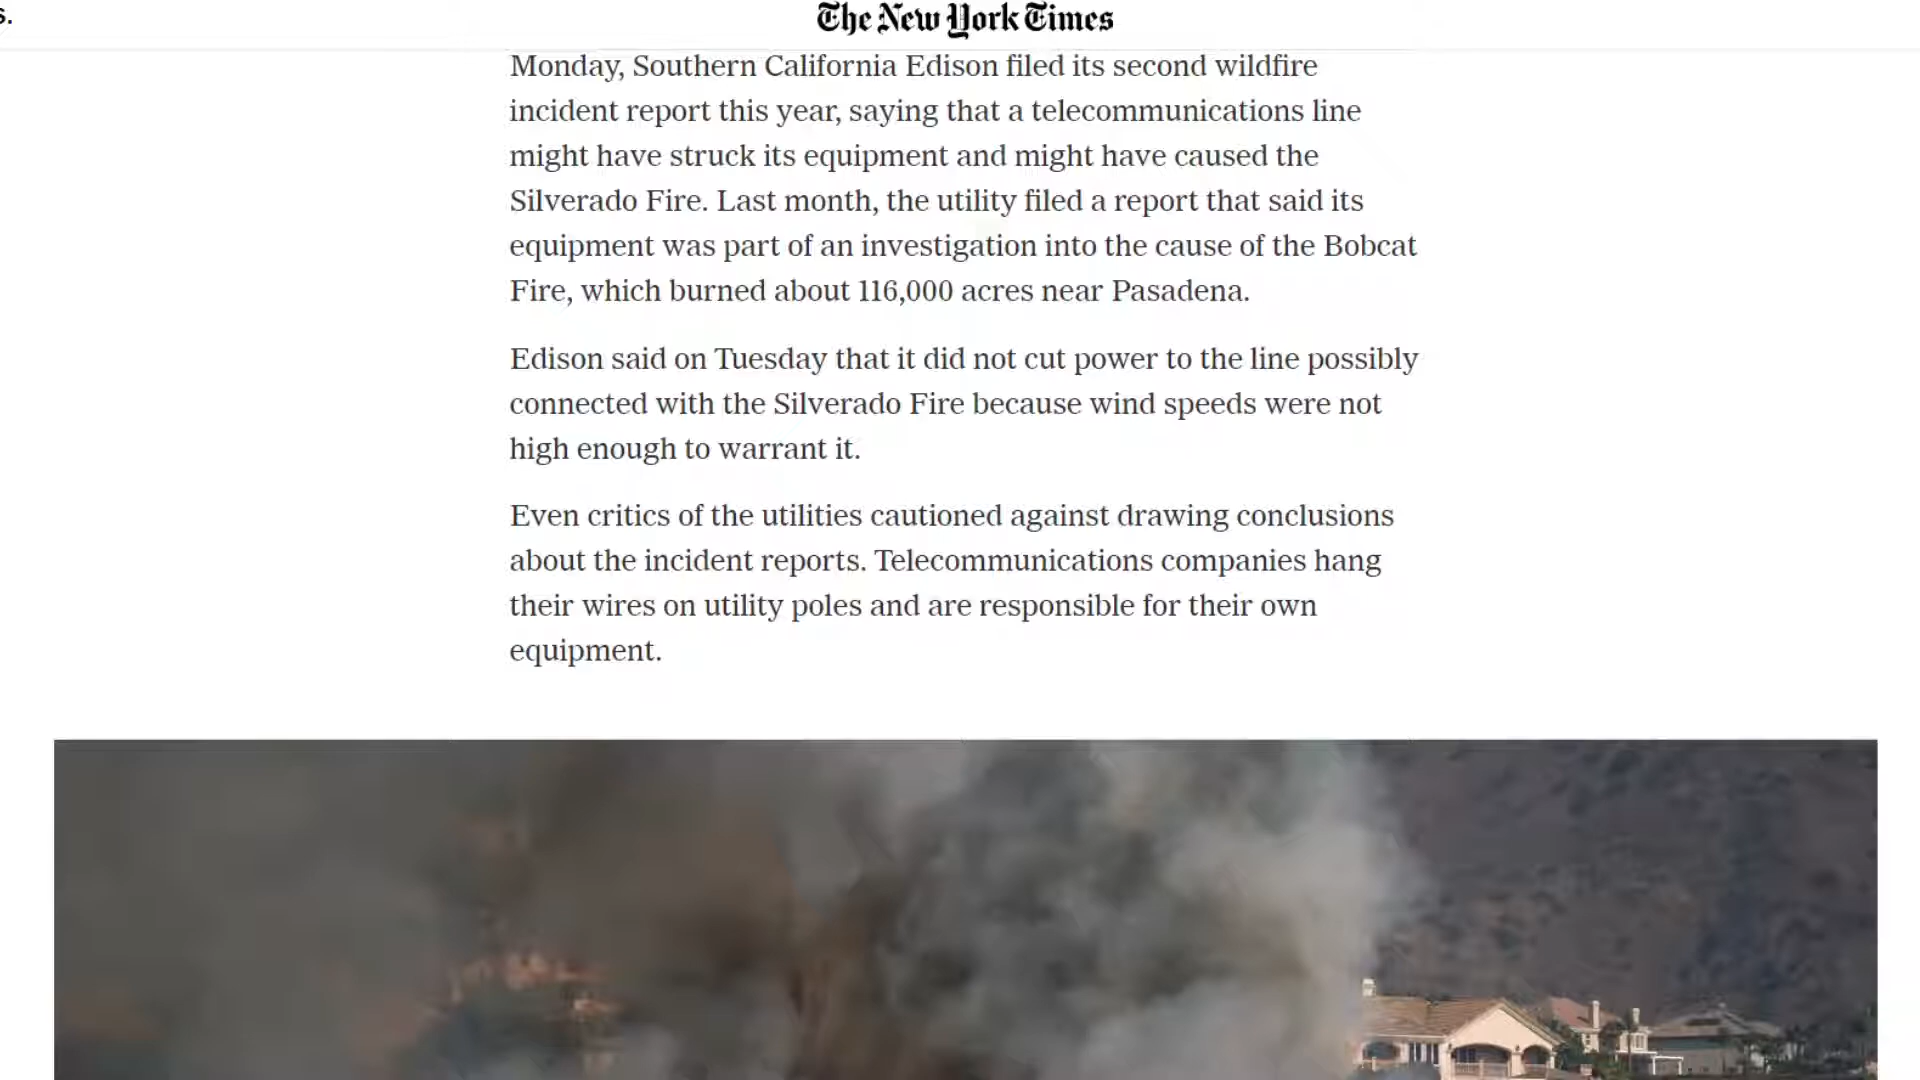 s.
The New York Times
Monday, Southern California Edison filed its second wildfire
incident report this year, saying that a telecommunications line
might have struck its equipment and might have caused the
Silverado Fire. Last month, the utility filed a report that said its
equipment was part of an investigation into the cause of the Bobcat
Fire, which burned about 116,000 acres near Pasadena.
Edison said on Tuesday that it did not cut power to the line possibly
connected with the Silverado Fire because wind speeds were not
high enough to warrant it.
Even critics of the utilities cautioned against drawing conclusions
about the incident reports. Telecommunications companies hang
their wires on utility poles and are responsible for their own
equipment.